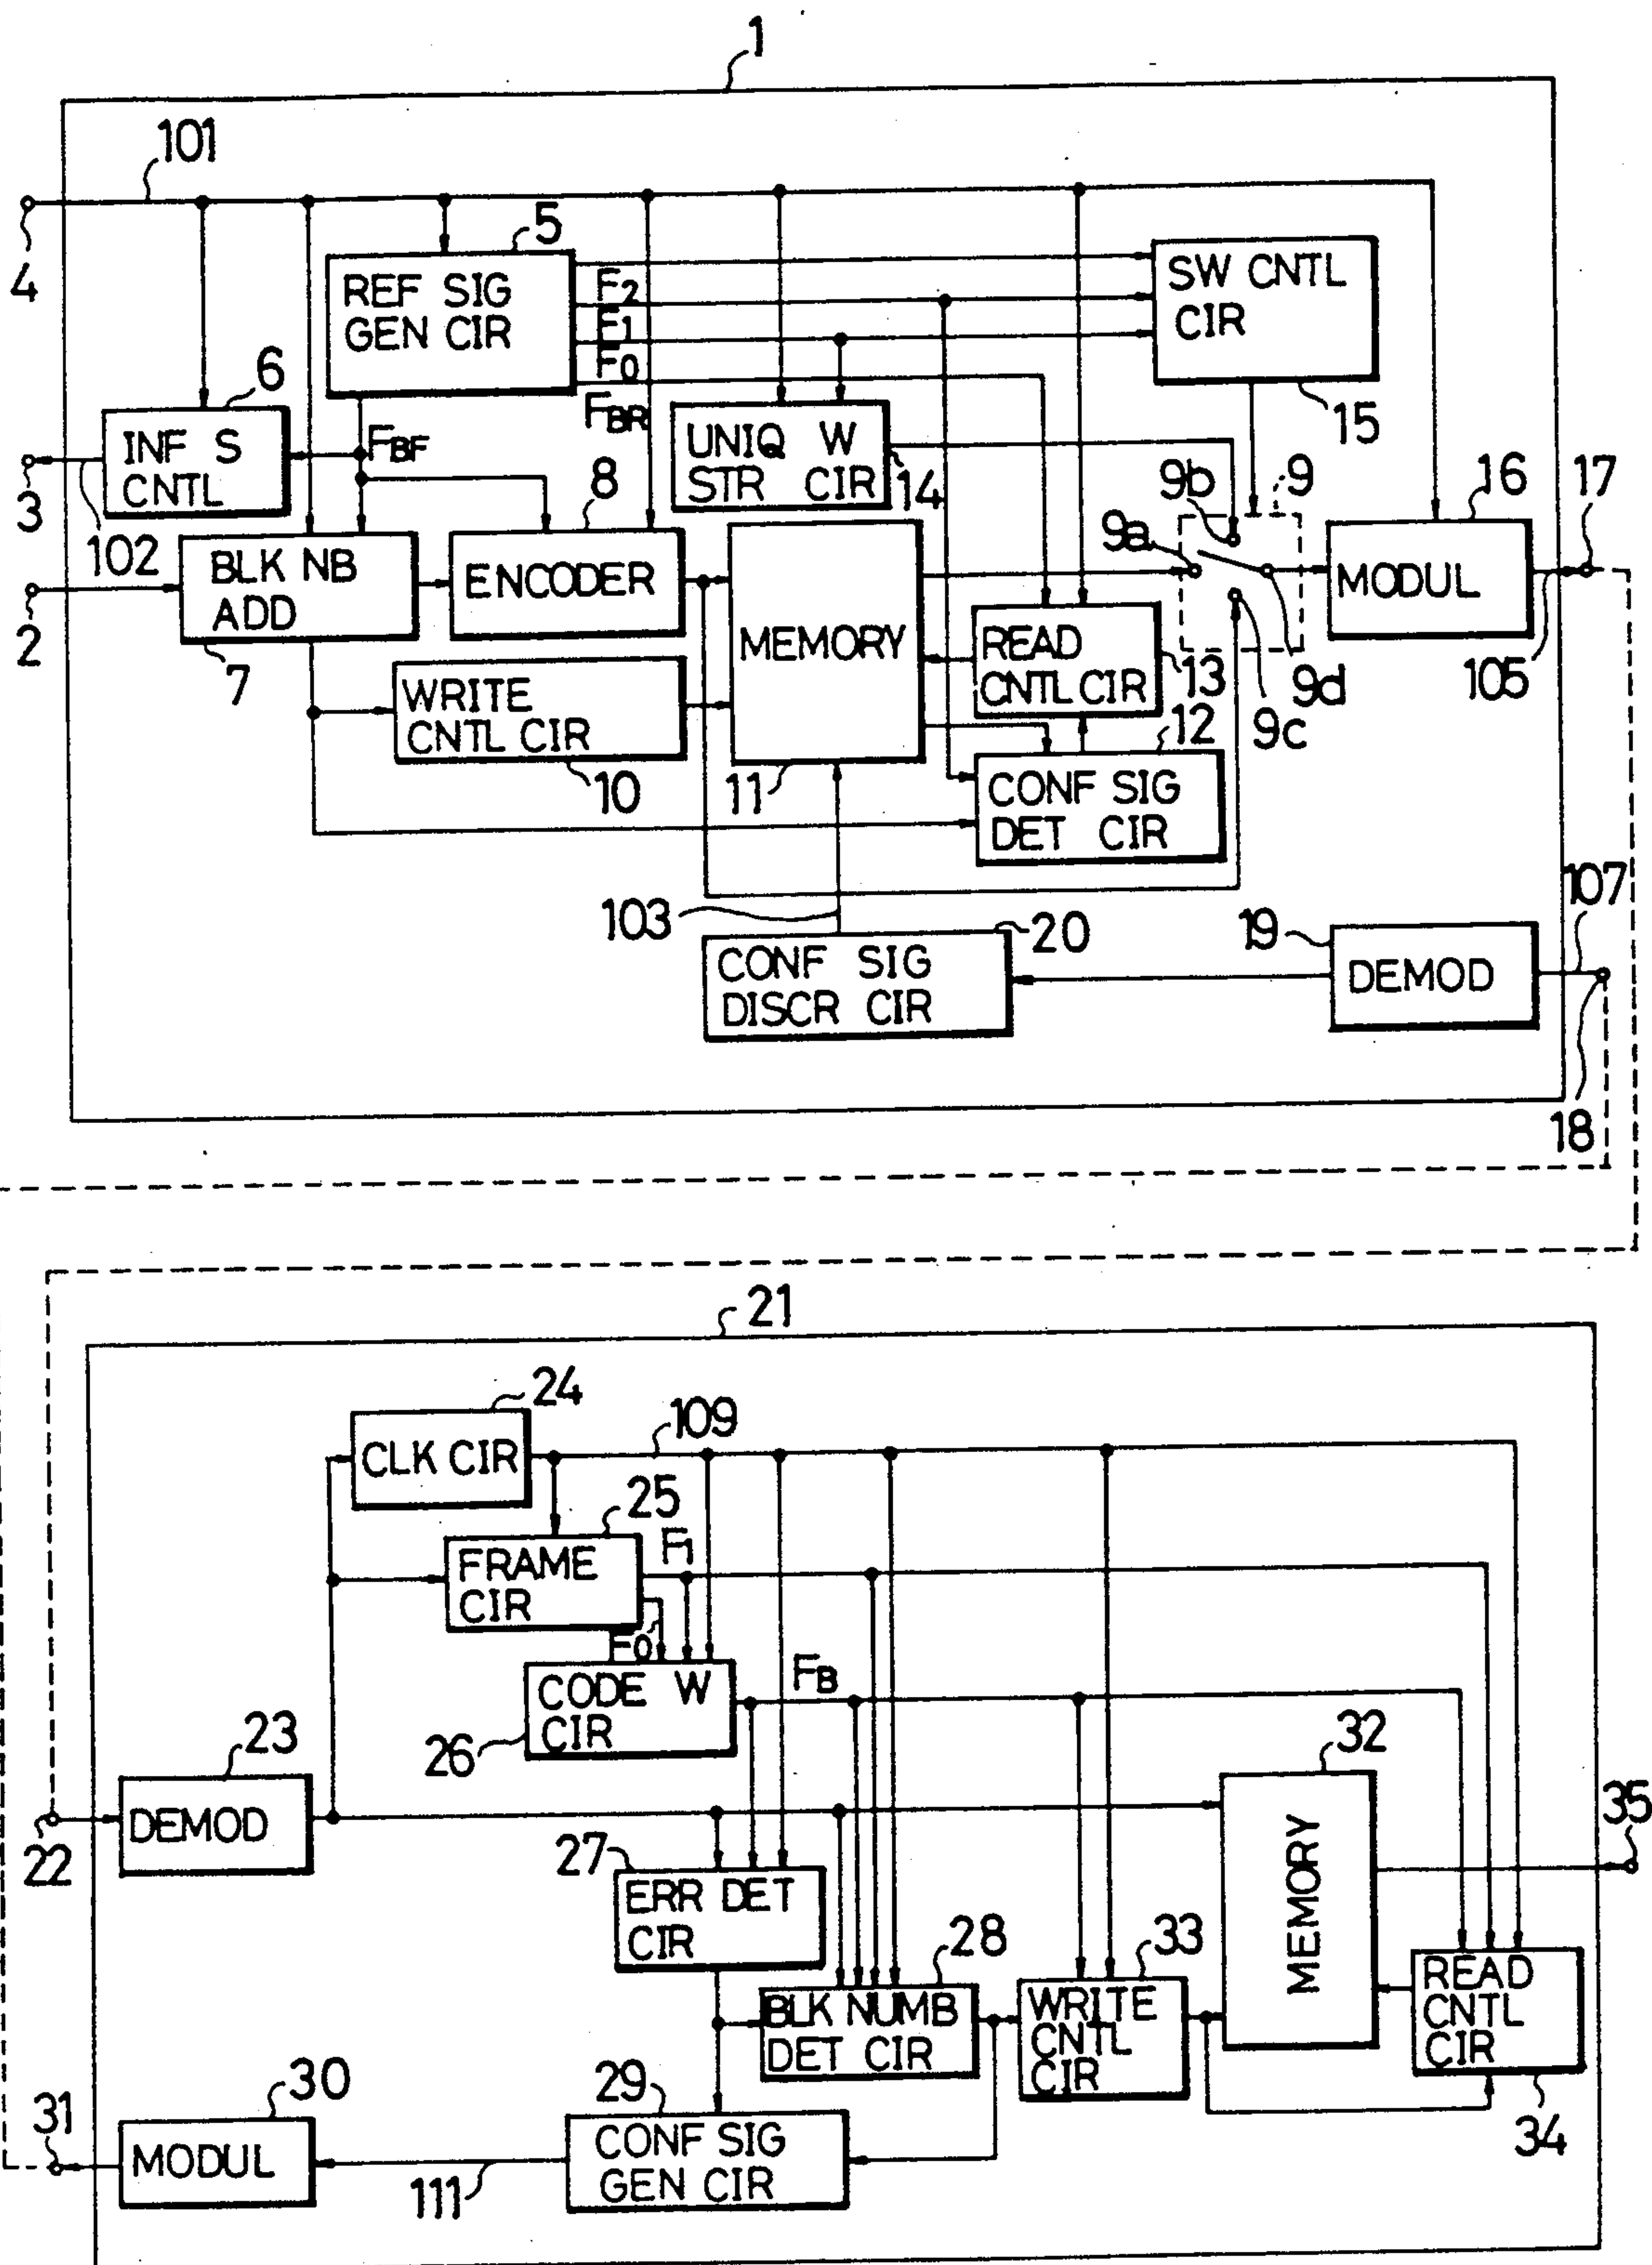 1
101
4
5
REF SIG
GEN CIR
F2
F1
F0
FBR
SW CNTL
CIR
15
6
INF S
CNTL
FBF
3
102
UNIQ W
STR CIR
14
8
9b
9
16
17
9a
2
BLK NB
ADD
7
ENCODER
MEMORY
11
READ
CNTL CIR
13
9c
9d
MODUL
105
WRITE
CNTL CIR
10
12
CONF SIG
DET CIR
103
20
CONF SIG
DISCR CIR
19
DEMOD
107
18
21
24
CLK CIR
109
25
FRAME
CIR
F1
F0
CODE W
CIR
26
FB
23
DEMOD
22
32
MEMORY
35
27
ERR DET
CIR
28
BLK NUMB
DET CIR
33
WRITE
CNTL
CIR
READ
CNTL
CIR
34
29
CONF SIG
GEN CIR
30
MODUL
31
111